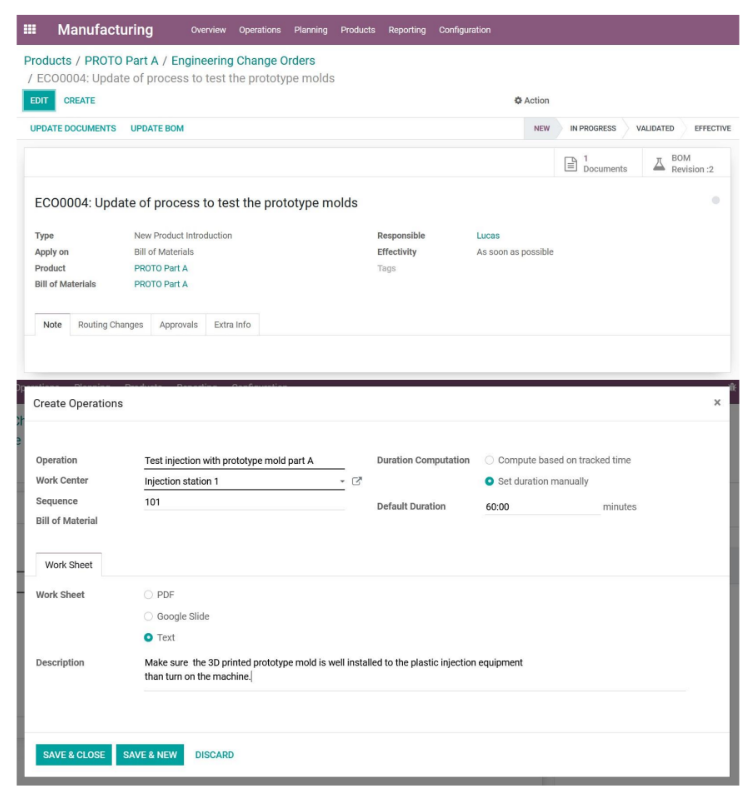 Manufacturing Overview Operations Planning Products Reporting Configuration
Products / PROTO Part A / Engineering Change Orders
/ ECO0004: Update of process to test the prototype molds
EDIT CREATE Action
UPDATE DOCUMENTS UPDATE BOM NEW IN PROGRESS VALIDATED EFFECTIVE
1
Documents
BOM
Revision :2
ECO0004: Update of process to test the prototype molds
Type New Product Introduction Responsible Lucas
Apply on Bill of Materials Effectivity As soon as possible
Product PROTO Part A Tags
Bill of Materials PROTO Part A
Note Routing Changes Approvals Extra Info
Operations Planning Products Reporting Configuration
Create Operations ×
Operation Test injection with prototype mold part A Duration Computation Compute based on tracked time
Work Center Injection station 1 Set duration manually
Sequence 101
Default Duration 60:00 minutes
Bill of Material
Work Sheet
Work Sheet PDF
Google Slide
Text
Description Make sure the 3D printed prototype mold is well installed to the plastic injection equipment
than turn on the machine.
SAVE & CLOSE SAVE & NEW DISCARD